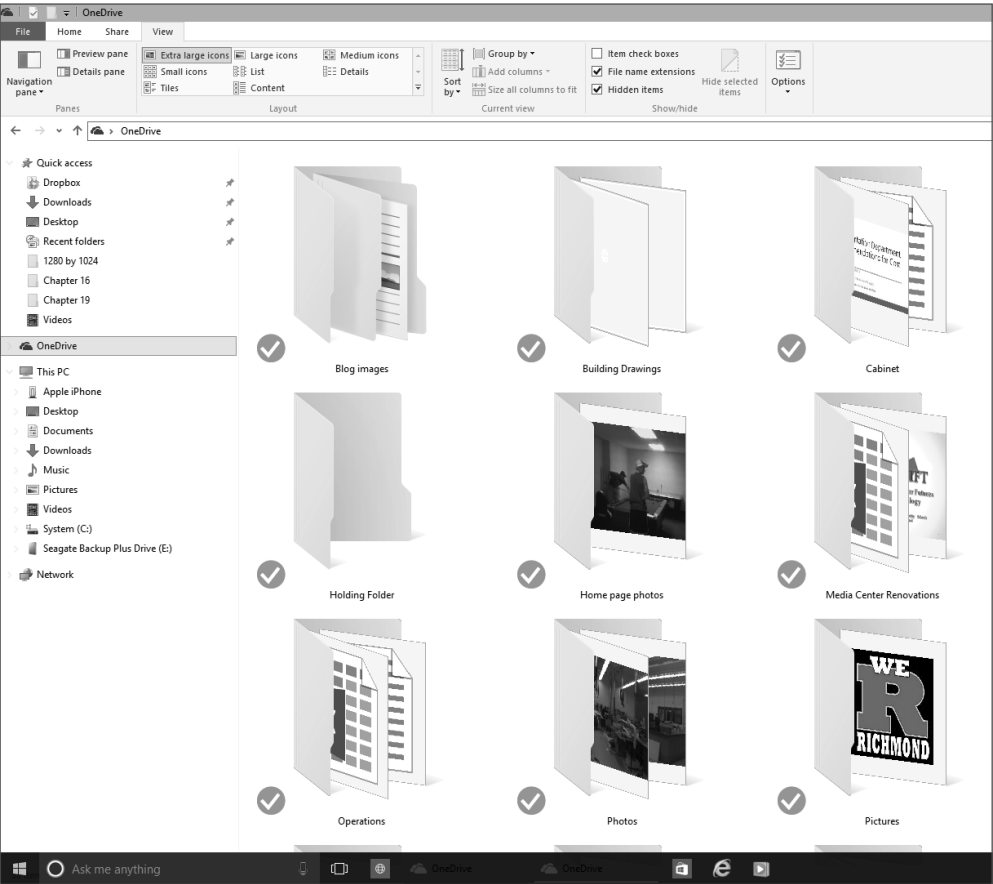 OneDrive
File Home Share View
Navigation pane
Preview pane
Details pane
Panes
Extra large icons Large icons Medium icons
Small icons List Details
Tiles Content
Layout
Sort by
Group by
Add columns
Size all columns to fit
Current view
Item check boxes
File name extensions
Hidden items
Hide selected items
Show/hide
Options
OneDrive
Quick access
Dropbox
Downloads
Desktop
Recent folders
1280 by 1024
Chapter 16
Chapter 19
Videos
OneDrive
This PC
Apple iPhone
Desktop
Documents
Downloads
Music
Pictures
Videos
System (C:)
Seagate Backup Plus Drive (E:)
Network
Blog images Building Drawings Cabinet
Holding Folder Home page photos Media Center Renovations
WE
R
RICHMOND
Operations Photos Pictures
Ask me anything OneDrive OneDrive